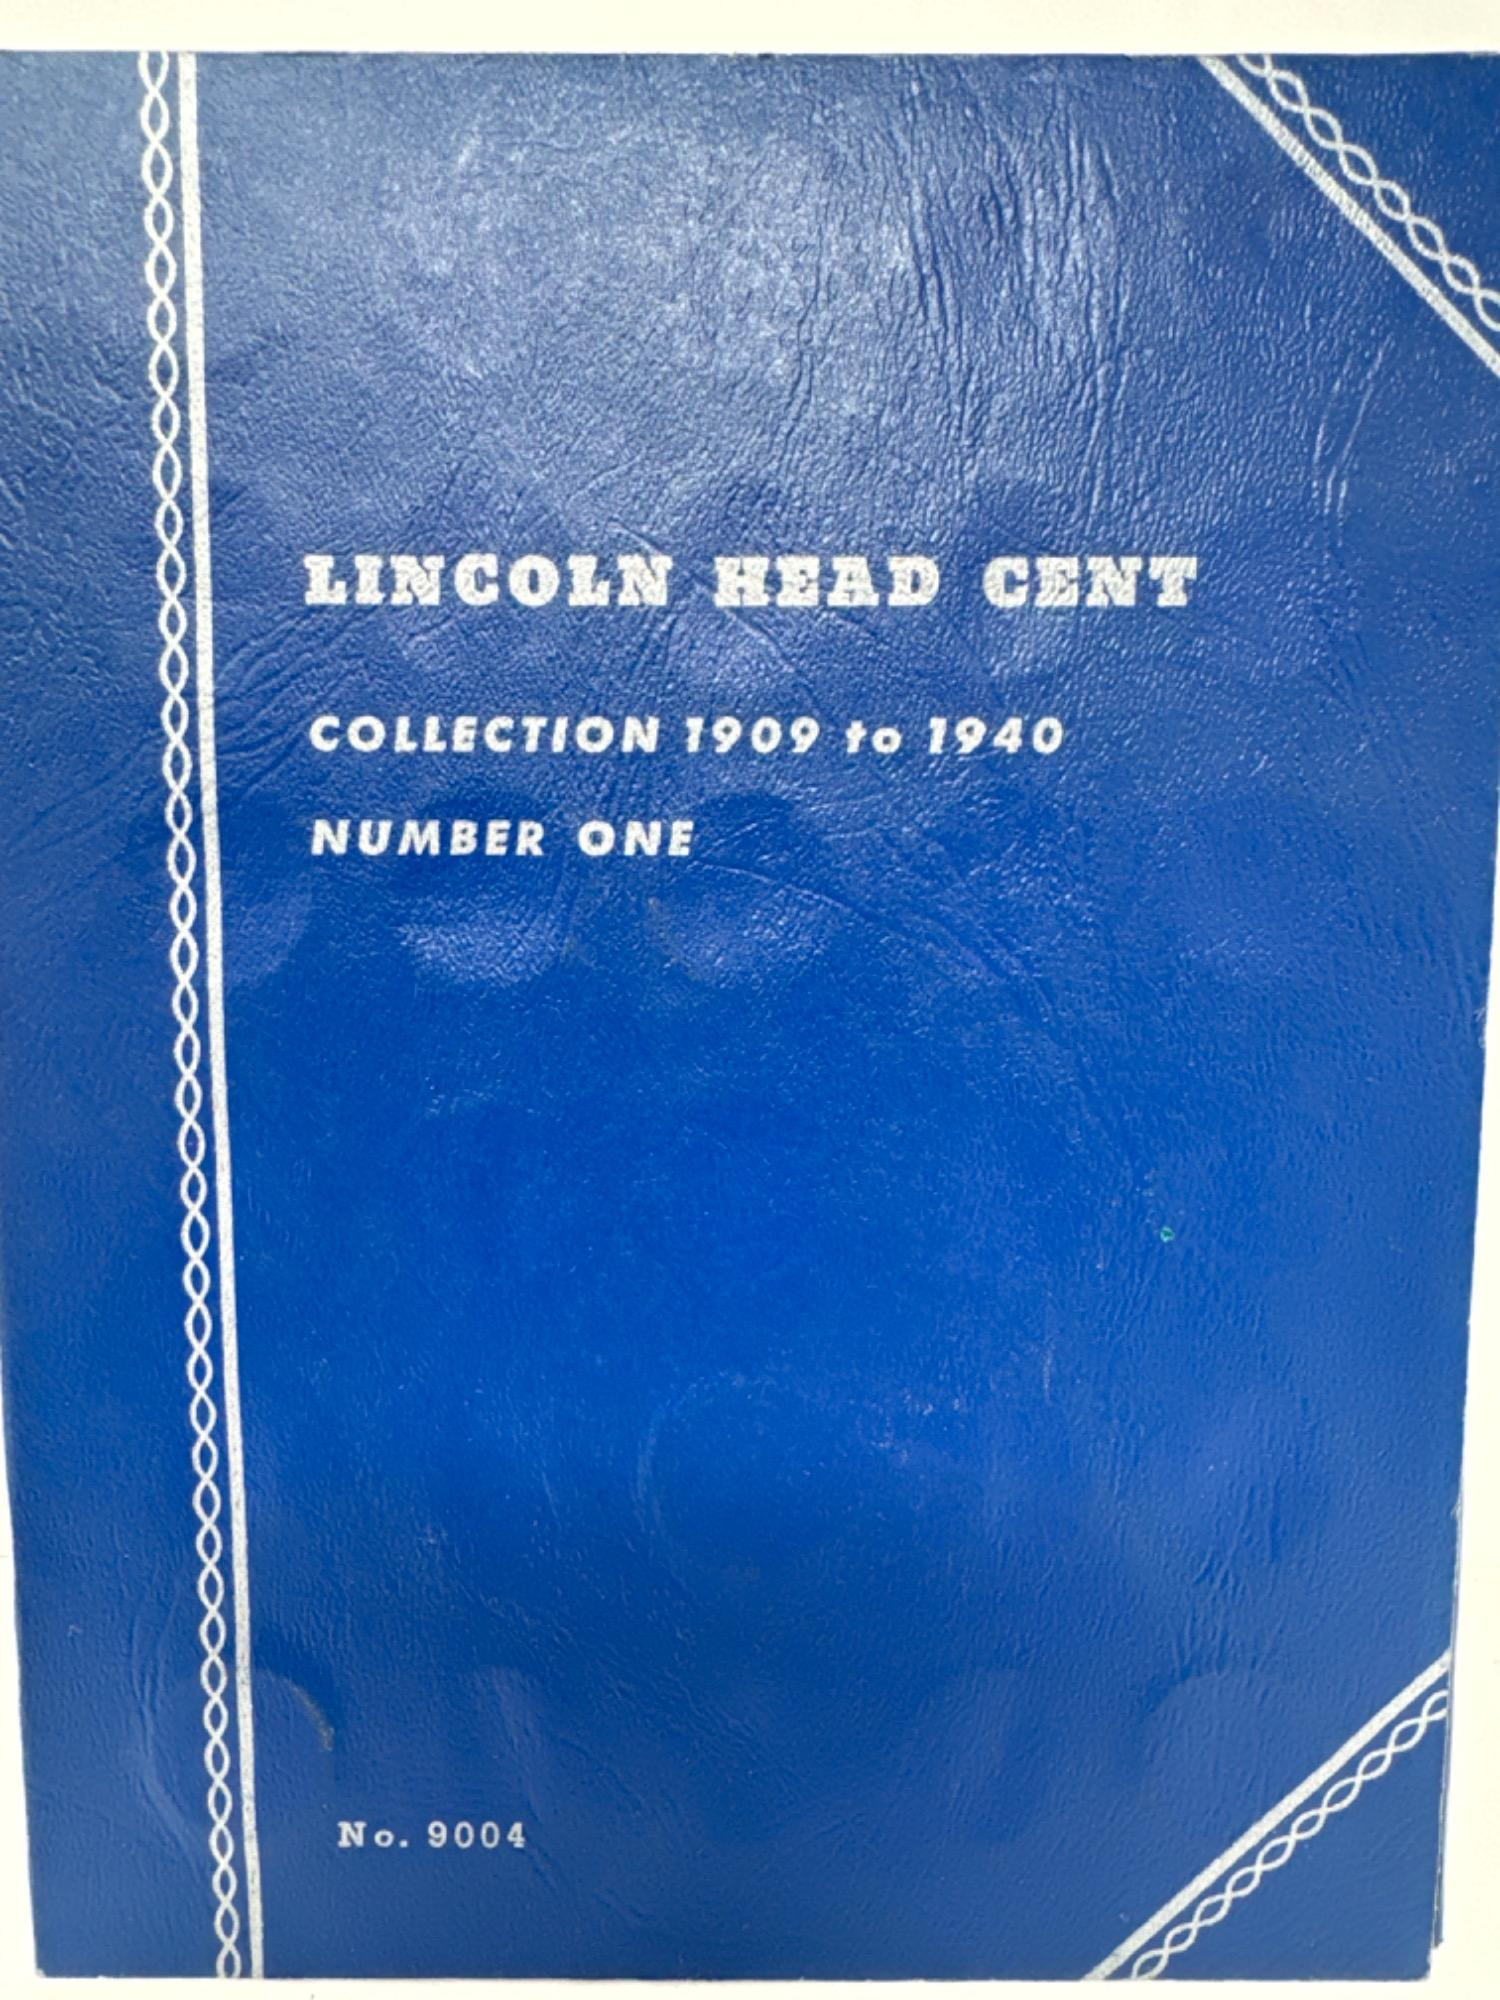 LINCOLN HEAD CENT
COLLECTION 1909 to 1940
NUMBER ONE
No. 9004